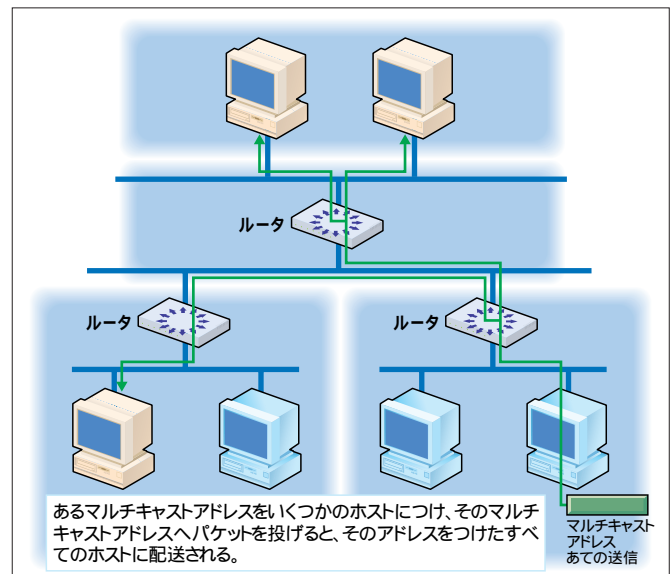 ルータ
ルータ
ルータ
あるマルチキャストアドレスをいくつかのホストにつけ、そのマルチ
キャストアドレスへパケットを投げると、そのアドレスをつけたすべ
てのホストに配送される。
マルチキャスト
アドレス
あての送信